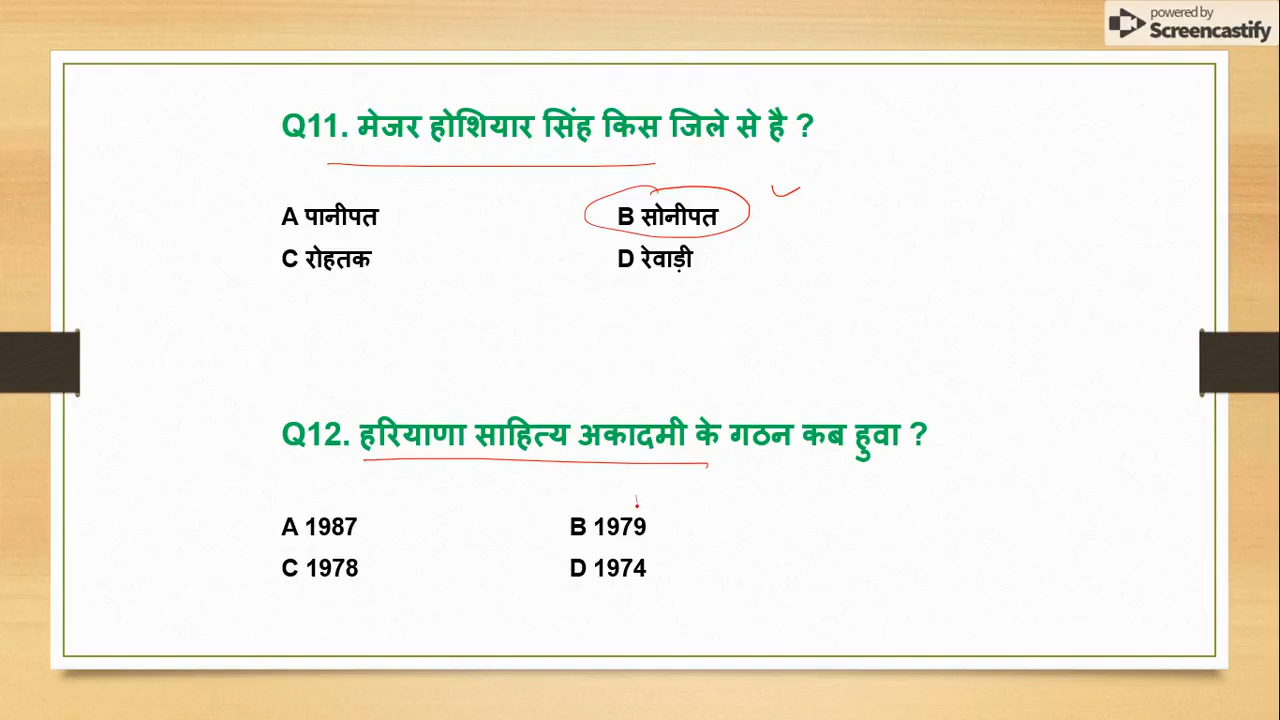 powered by
Screencastify
Q11. मेजर होशियार सिंह किस जिले से है ?
A पानीपत B सोनीपत
C रोहतक D रेवाड़ी
Q12. हरियाणा साहित्य अकादमी के गठन कब हुवा ?
A 1987 B 1979
C 1978 D 1974